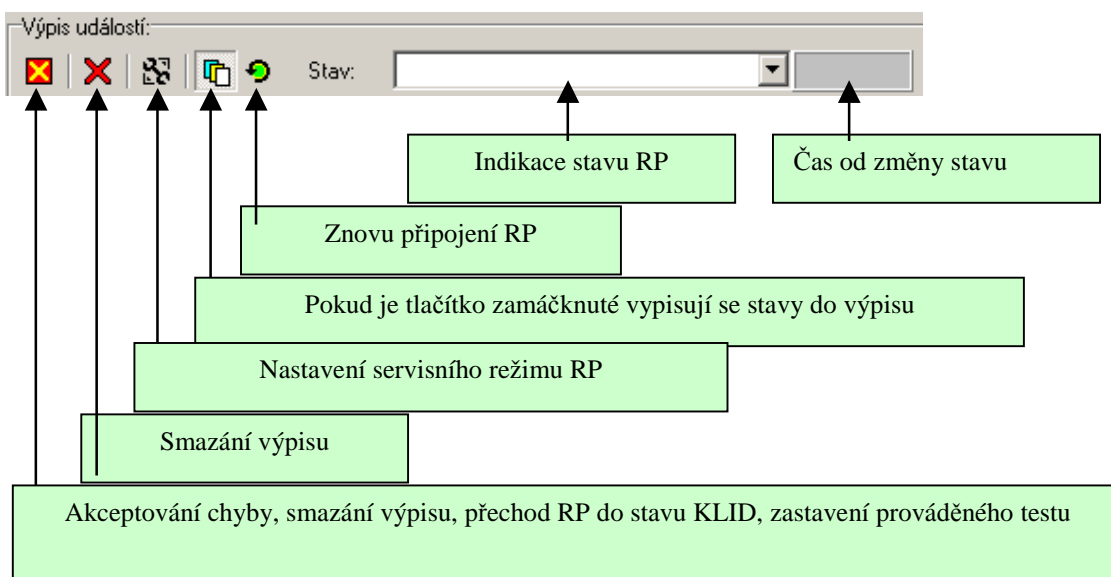 Výpis událostí:
Stav:
Indikace stavu RP
Čas od změny stavu
Znovu připojení RP
Pokud je tlačítko zamáčknuté vypisují se stavy do výpisu
Nastavení servisního režimu RP
Smazání výpisu
Akceptování chyby, smazání výpisu, přechod RP do stavu KLID, zastavení prováděného testu